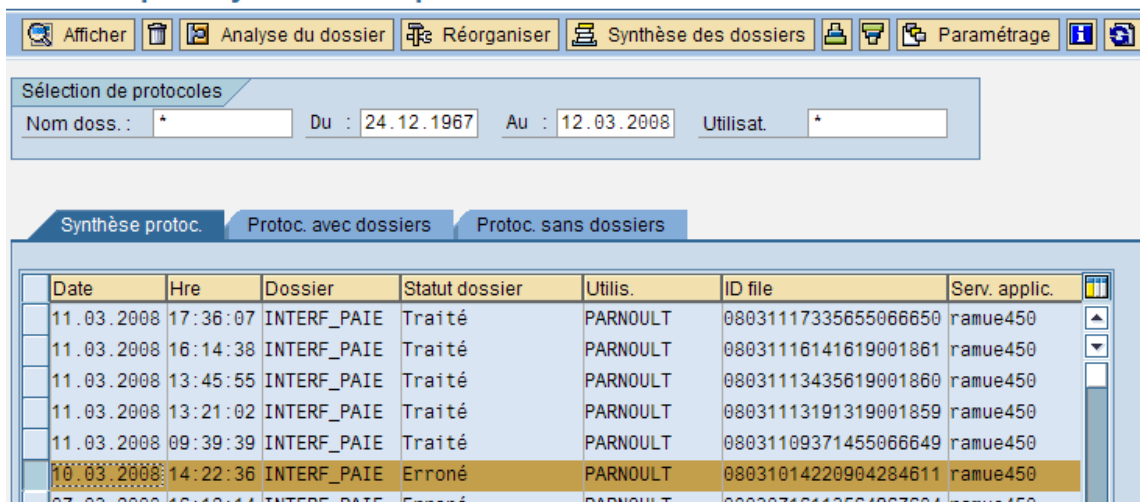 Afficher Analyse du dossier Réorganiser Synthèse des dossiers Paramétrage
Sélection de protocoles
Nom doss. : * Du : 24.12.1967 Au : 12.03.2008 Utilisat. *
Synthèse protoc. Protoc. avec dossiers Protoc. sans dossiers
Date Hre Dossier Statut dossier Utilis. ID file Serv. applic.
11.03.2008 17:36:07 INTERF_PAIE Traité PARNOULT 08031117335655066650 ramue450
11.03.2008 16:14:38 INTERF_PAIE Traité PARNOULT 08031116141619001861 ramue450
11.03.2008 13:45:55 INTERF_PAIE Traité PARNOULT 08031113435619001860 ramue450
11.03.2008 13:21:02 INTERF_PAIE Traité PARNOULT 08031113191319001859 ramue450
11.03.2008 09:39:39 INTERF_PAIE Traité PARNOULT 08031109371455066649 ramue450
10.03.2008 14:22:36 INTERF_PAIE Erroné PARNOULT 08031014220904284611 ramue450